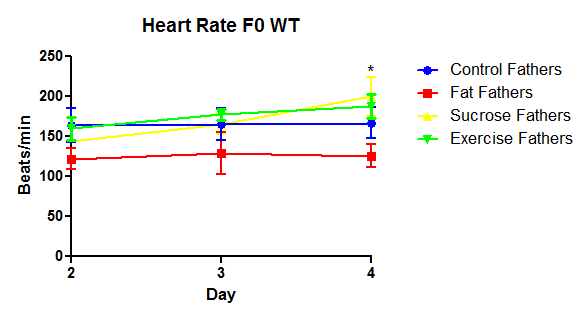 Heart Rate F0 WT
250
200
150
100
50
0
Beats/min
2
3
4
Day
*
Control Fathers
Fat Fathers
Sucrose Fathers
Exercise Fathers